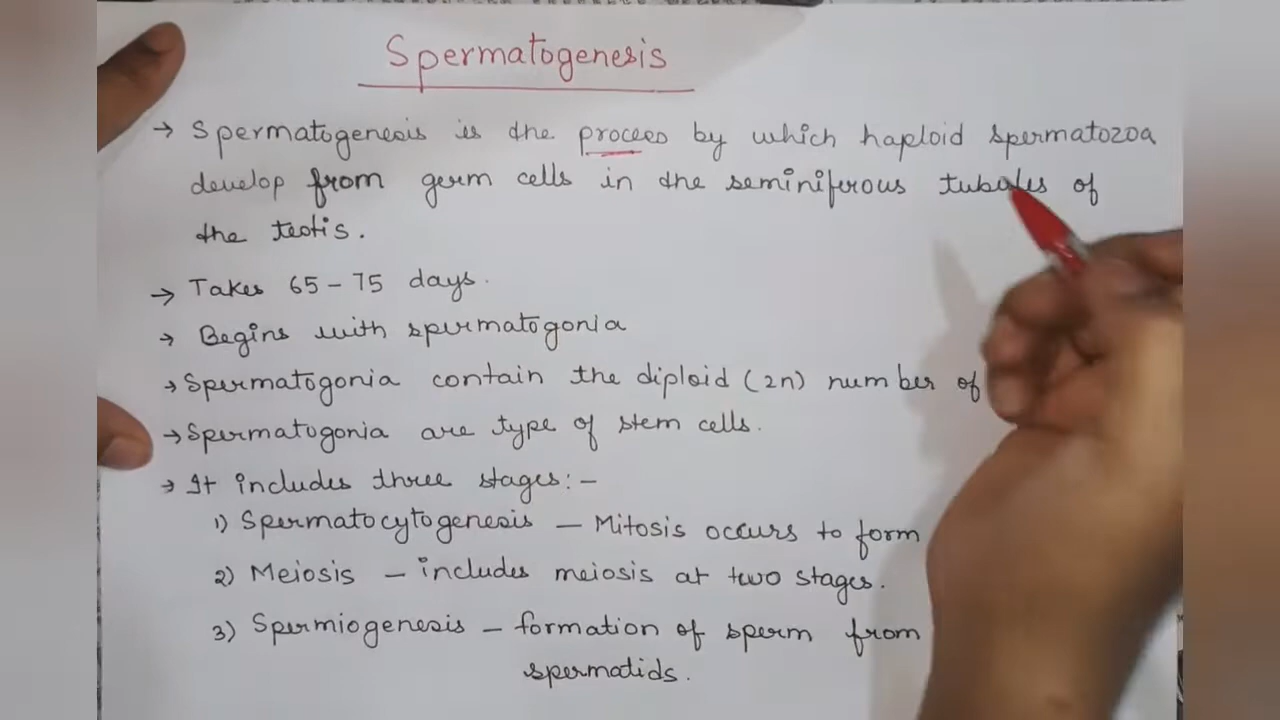 Spermatogenesis
→ Spermatogenesis is the process by which haploid spermatozoa
develop from germ cells in the seminiferous tubules of
the testis.
→ Takes 65-75 days.
→ Begins with spermatogonia
→ Spermatogonia contain the diploid (2n) number of
→ Spermatogonia are type of stem cells.
→ It includes three stages:-
1) Spermatocytogenesis - Mitosis occurs to form
2) Meiosis - includes meiosis at two stages.
3) Spermiogenesis - formation of sperm from
spermatids.